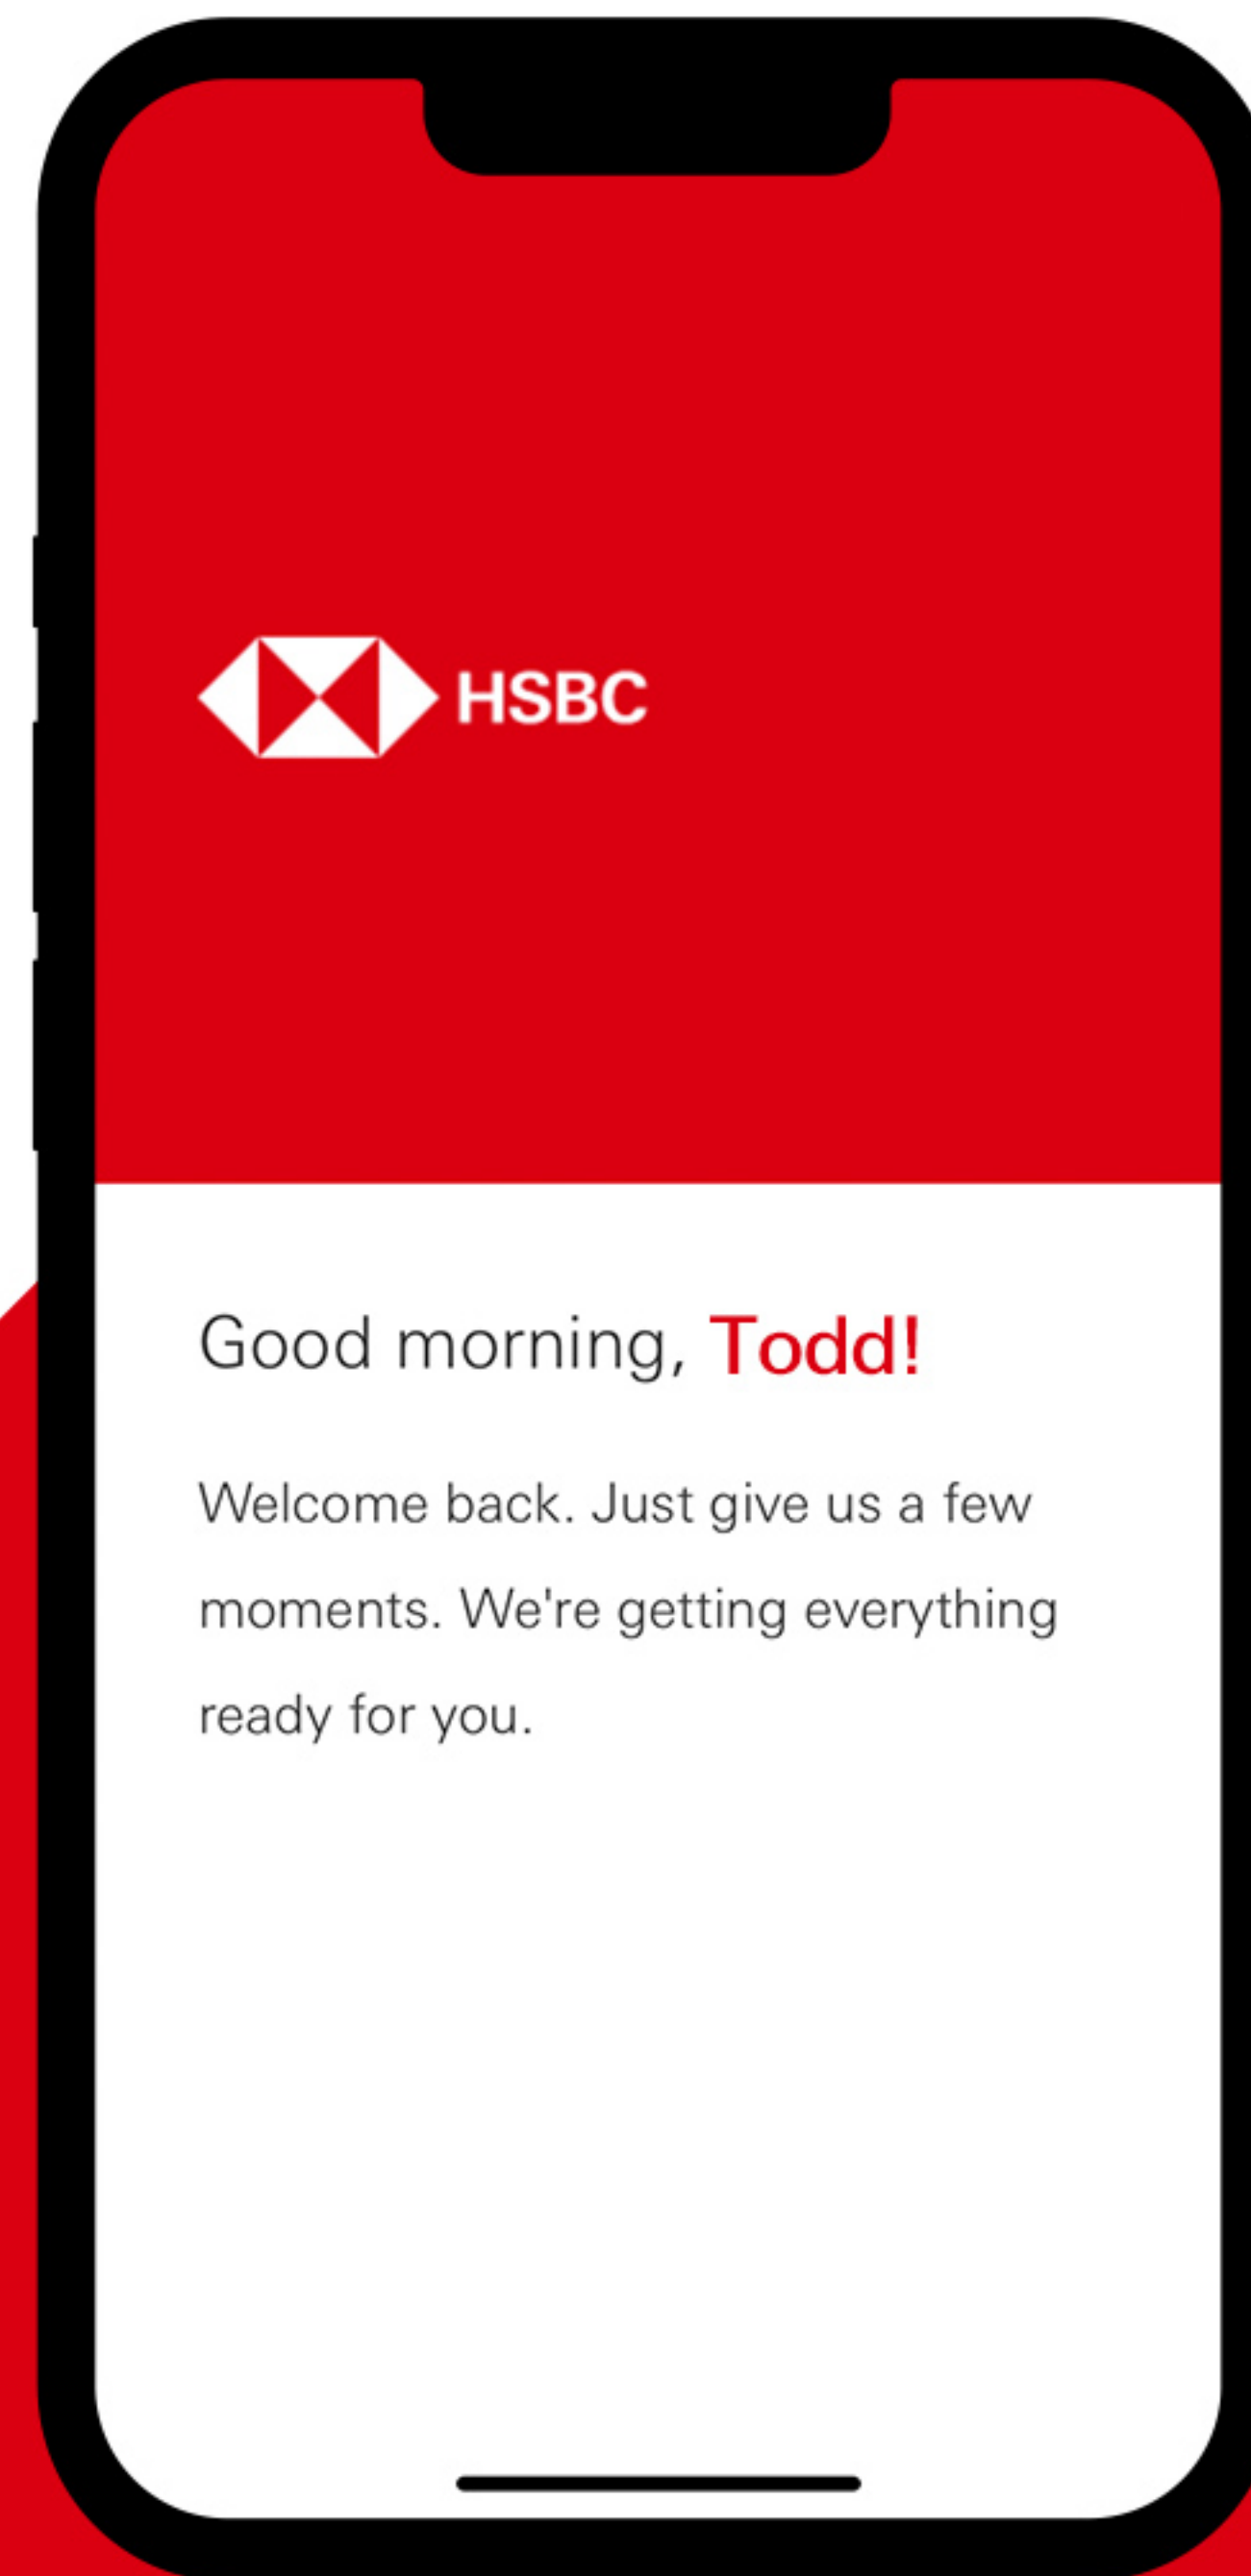 HSBC
Good morning, Todd!
Welcome back. Just give us a few
moments. We're getting everything
ready for you.